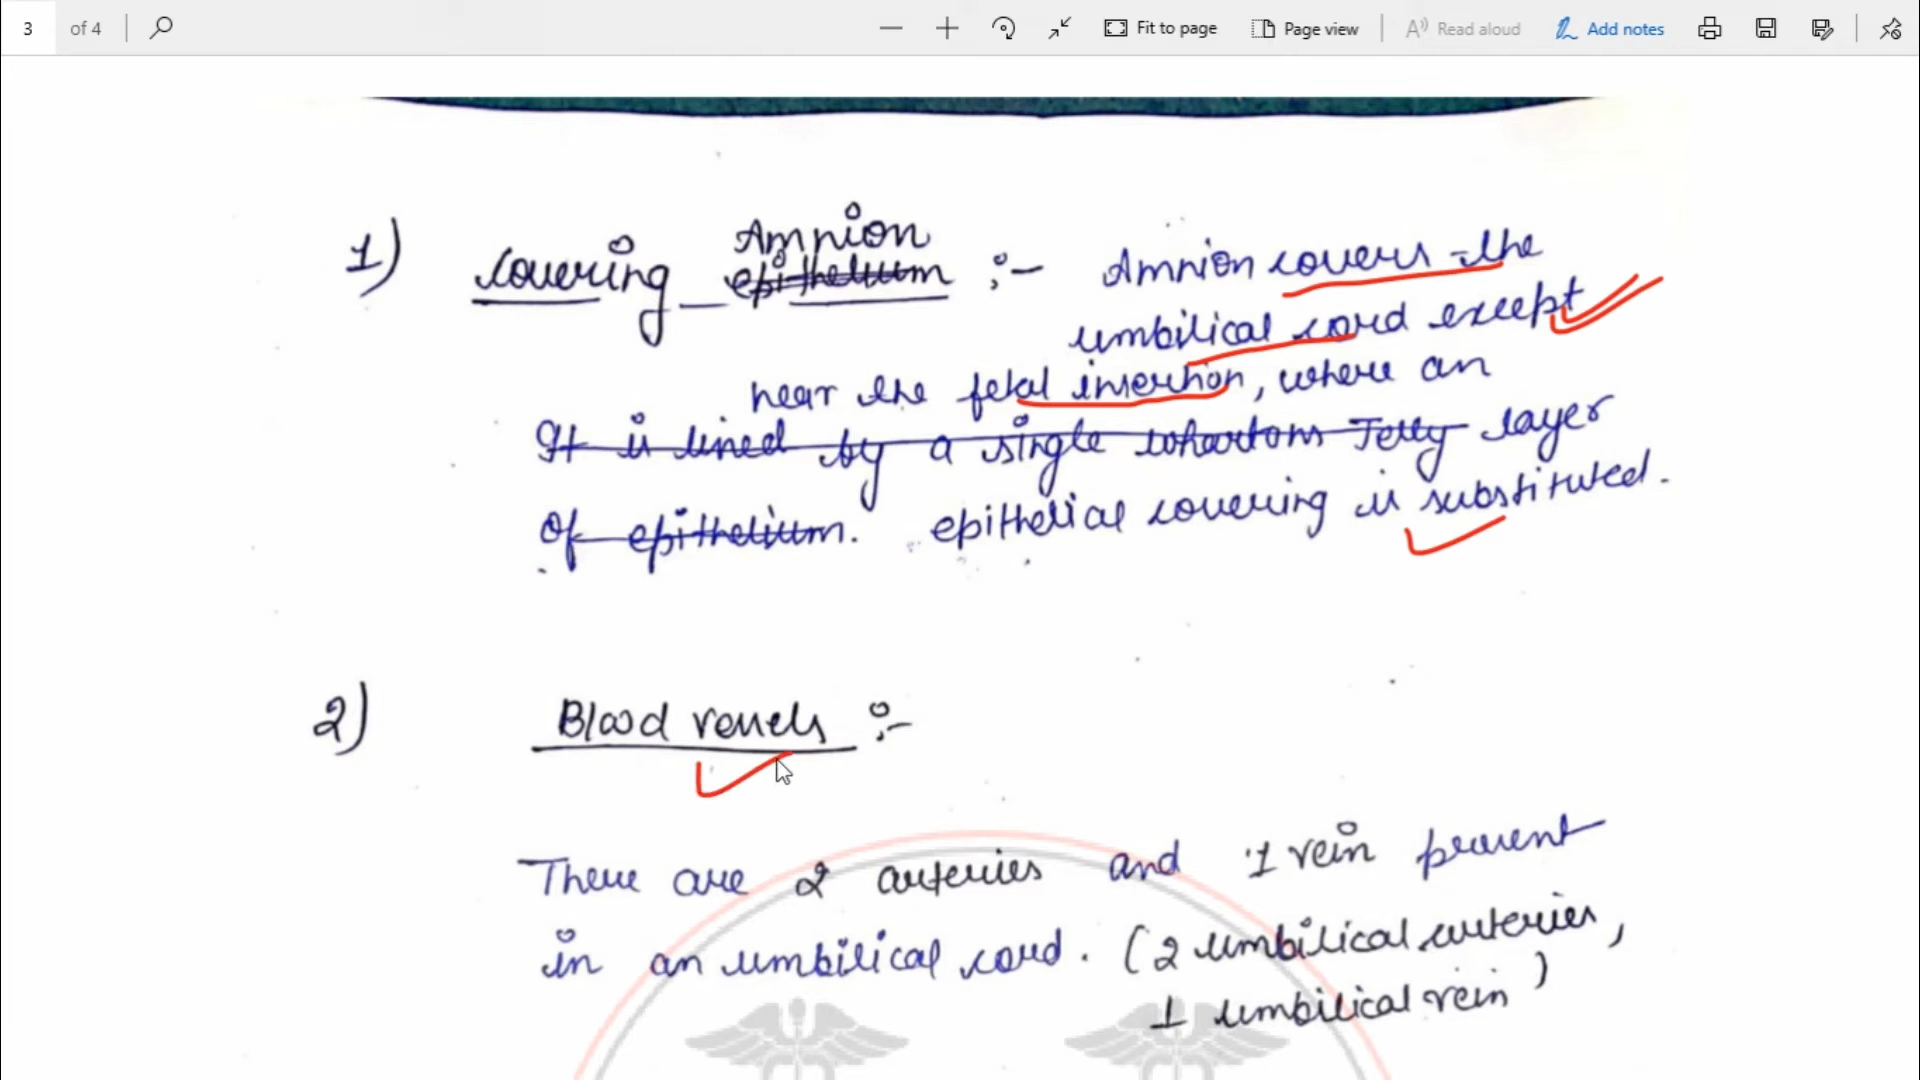 3 of 4 Fit to page Page view Read aloud Add notes
1) Covering Amnion epithelium :- Amnion covers the
umbilical cord except
near the fetal insertion, where an
It is lined by a single whartons Jelly layer
Of epithelium. epithelial covering is substituted.
2) Blood vessels :-
There are 2 arteries and 1 vein present
in an umbilical cord. (2 umbilical arteries,
1 umbilical vein)